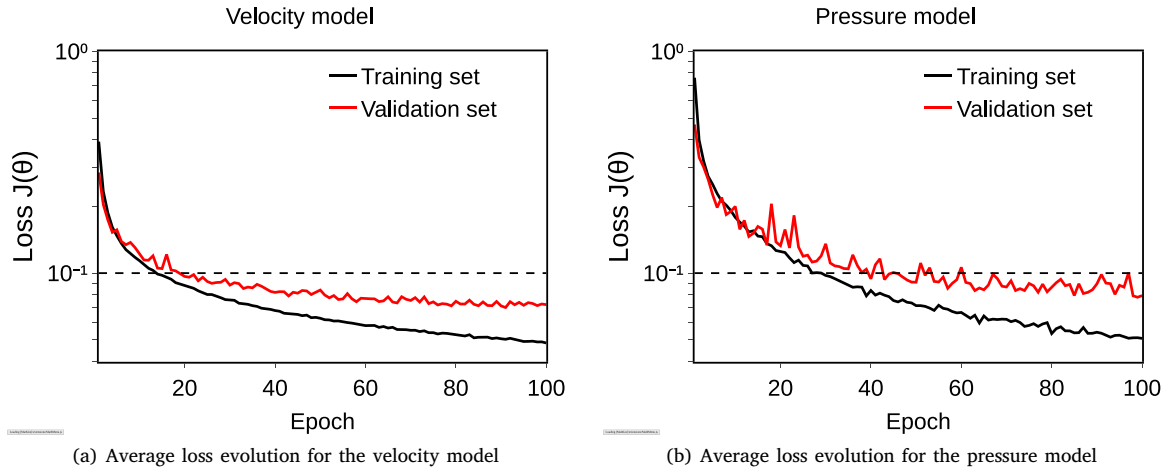 Velocity model
Pressure model
10⁰
Training set
Validation set
Loss J(θ)
10⁻¹
20
40
60
80
100
Epoch
10⁰
Training set
Validation set
Loss J(θ)
10⁻¹
20
40
60
80
100
Epoch
(a) Average loss evolution for the velocity model
(b) Average loss evolution for the pressure model